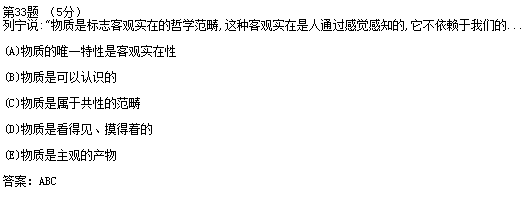 第33题 (5分)
列宁说:“物质是标志客观实在的哲学范畴,这种客观实在是人通过感觉感知的,它不依赖于我们的...
(A)物质的唯一特性是客观实在性
(B)物质是可以认识的
(C)物质是属于共性的范畴
(D)物质是看得见、摸得着的
(E)物质是主观的产物
答案: ABC